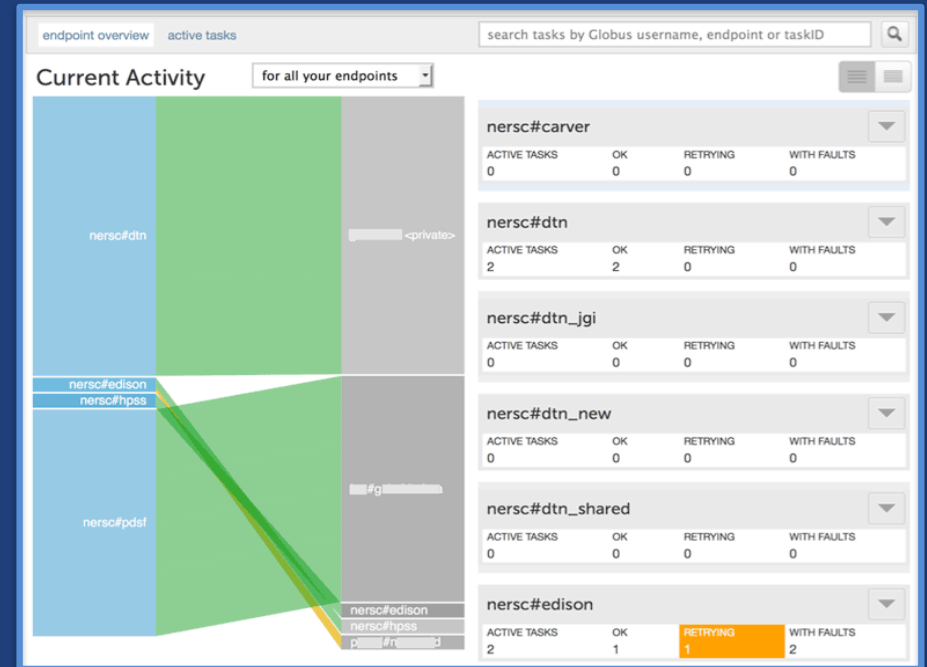 endpoint overview active tasks
search tasks by Globus username, endpoint or taskID
Current Activity for all your endpoints
nersc#dtn
<private>
nersc#edison
nersc#hpss
nersc#pdsf
nersc#edison
nersc#hpss
nersc#carver
ACTIVE TASKS OK RETRYING WITH FAULTS
0 0 0 0
nersc#dtn
ACTIVE TASKS OK RETRYING WITH FAULTS
2 2 0 0
nersc#dtn_jgi
ACTIVE TASKS OK RETRYING WITH FAULTS
0 0 0 0
nersc#dtn_new
ACTIVE TASKS OK RETRYING WITH FAULTS
0 0 0 0
nersc#dtn_shared
ACTIVE TASKS OK RETRYING WITH FAULTS
0 0 0 0
nersc#edison
ACTIVE TASKS OK RETRYING WITH FAULTS
2 1 1 2